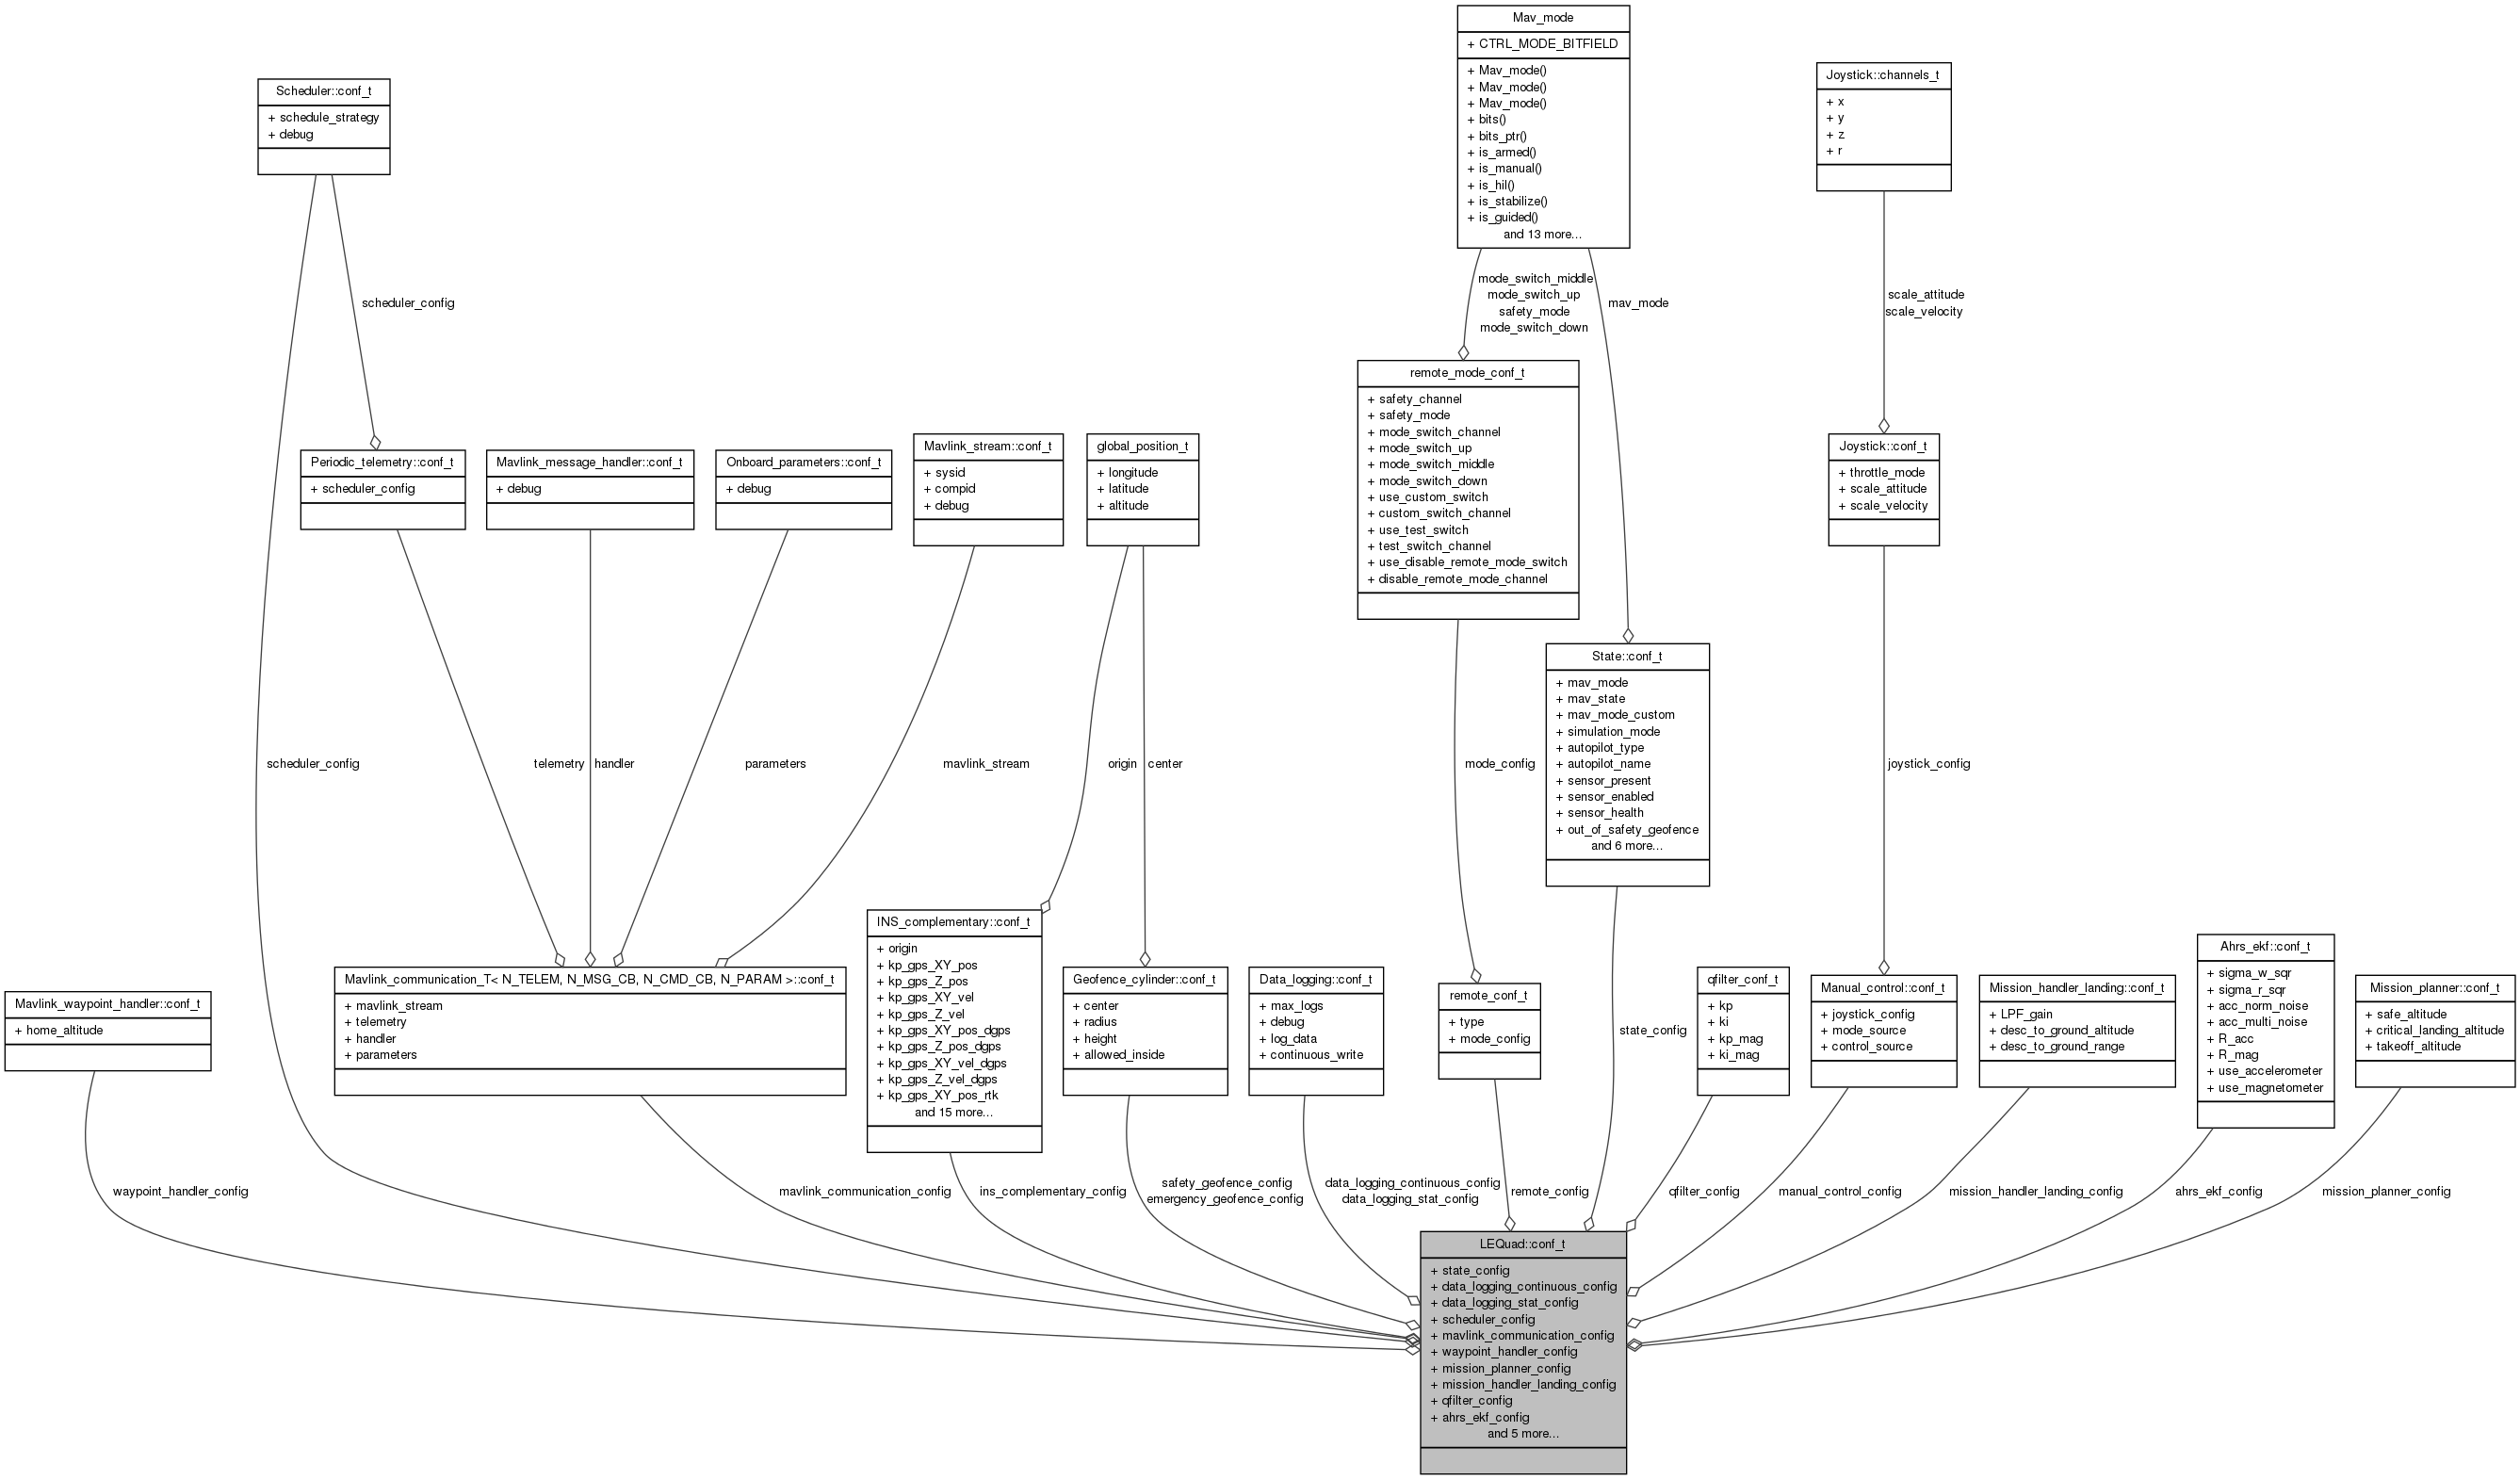 Mav_mode
+ CTRL_MODE_BITFIELD
+ Mav_mode()
+ Mav_mode()
+ Mav_mode()
+ bits()
+ bits_ptr()
+ is_armed()
+ is_manual()
+ is_hil()
+ is_stabilize()
+ is_guided()
and 13 more...
Joystick::channels_t
+ x
+ y
+ z
+ r
Scheduler::conf_t
+ schedule_strategy
+ debug
scheduler_config
mode_switch_middle
mode_switch_up
safety_mode
mode_switch_down
mav_mode
scale_attitude
scale_velocity
Periodic_telemetry::conf_t
+ scheduler_config
Mavlink_message_handler::conf_t
+ debug
Onboard_parameters::conf_t
+ debug
Mavlink_stream::conf_t
+ sysid
+ compid
+ debug
global_position_t
+ longitude
+ latitude
+ altitude
remote_mode_conf_t
+ safety_channel
+ safety_mode
+ mode_switch_channel
+ mode_switch_up
+ mode_switch_middle
+ mode_switch_down
+ use_custom_switch
+ custom_switch_channel
+ use_test_switch
+ test_switch_channel
+ use_disable_remote_mode_switch
+ disable_remote_mode_channel
Joystick::conf_t
+ throttle_mode
+ scale_attitude
+ scale_velocity
State::conf_t
+ mav_mode
+ mav_state
+ mav_mode_custom
+ simulation_mode
+ autopilot_type
+ autopilot_name
+ sensor_present
+ sensor_enabled
+ sensor_health
+ out_of_safety_geofence
and 6 more...
scheduler_config
telemetry
handler
parameters
mavlink_stream
origin
center
mode_config
joystick_config
Mavlink_waypoint_handler::conf_t
+ home_altitude
Mavlink_communication_T< N_TELEM, N_MSG_CB, N_CMD_CB, N_PARAM >::conf_t
+ mavlink_stream
+ telemetry
+ handler
+ parameters
INS_complementary::conf_t
+ origin
+ kp_gps_XY_pos
+ kp_gps_Z_pos
+ kp_gps_XY_vel
+ kp_gps_Z_vel
+ kp_gps_XY_pos_dgps
+ kp_gps_Z_pos_dgps
+ kp_gps_XY_vel_dgps
+ kp_gps_Z_vel_dgps
+ kp_gps_XY_pos_rtk
and 15 more...
Geofence_cylinder::conf_t
+ center
+ radius
+ height
+ allowed_inside
Data_logging::conf_t
+ max_logs
+ debug
+ log_data
+ continuous_write
remote_conf_t
+ type
+ mode_config
state_config
qfilter_conf_t
+ kp
+ ki
+ kp_mag
+ ki_mag
Manual_control::conf_t
+ joystick_config
+ mode_source
+ control_source
Mission_handler_landing::conf_t
+ LPF_gain
+ desc_to_ground_altitude
+ desc_to_ground_range
Ahrs_ekf::conf_t
+ sigma_w_sqr
+ sigma_r_sqr
+ acc_norm_noise
+ acc_multi_noise
+ R_acc
+ R_mag
+ use_accelerometer
+ use_magnetometer
Mission_planner::conf_t
+ safe_altitude
+ critical_landing_altitude
+ takeoff_altitude
waypoint_handler_config
mavlink_communication_config
ins_complementary_config
safety_geofence_config
emergency_geofence_config
data_logging_continuous_config
data_logging_stat_config
remote_config
qfilter_config
manual_control_config
mission_handler_landing_config
ahrs_ekf_config
mission_planner_config
LEQuad::conf_t
+ state_config
+ data_logging_continuous_config
+ data_logging_stat_config
+ scheduler_config
+ mavlink_communication_config
+ waypoint_handler_config
+ mission_planner_config
+ mission_handler_landing_config
+ qfilter_config
+ ahrs_ekf_config
and 5 more...